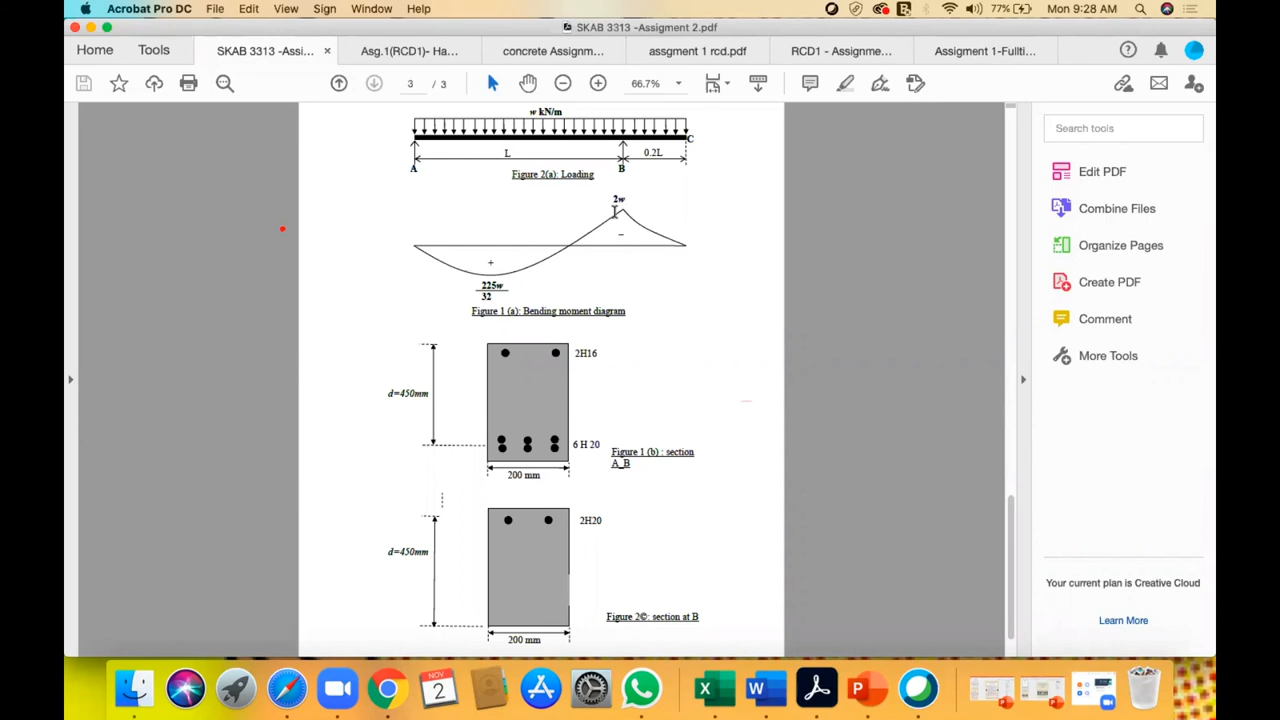 Acrobat Pro DC File Edit View Sign Window Help 77% Mon 9:28 AM
SKAB 3313 -Assigment 2.pdf
Home Tools SKAB 3313 -Assi... × Asg.1(RCD1)- Ha... concrete Assignm... assgment 1 rcd.pdf RCD1 - Assignme... Assigment 1-Fullti...
3 / 3 66.7%
w kN/m
C
L 0.2L
A B
Figure 2(a): Loading
2w
−
+
225w
32
Figure 1 (a): Bending moment diagram
2H16
d=450mm
6 H 20
Figure 1 (b) : section
A_B
200 mm
2H20
d=450mm
Figure 2©: section at B
200 mm
Search tools
Edit PDF
Combine Files
Organize Pages
Create PDF
Comment
More Tools
Your current plan is Creative Cloud
Learn More
NOV
2